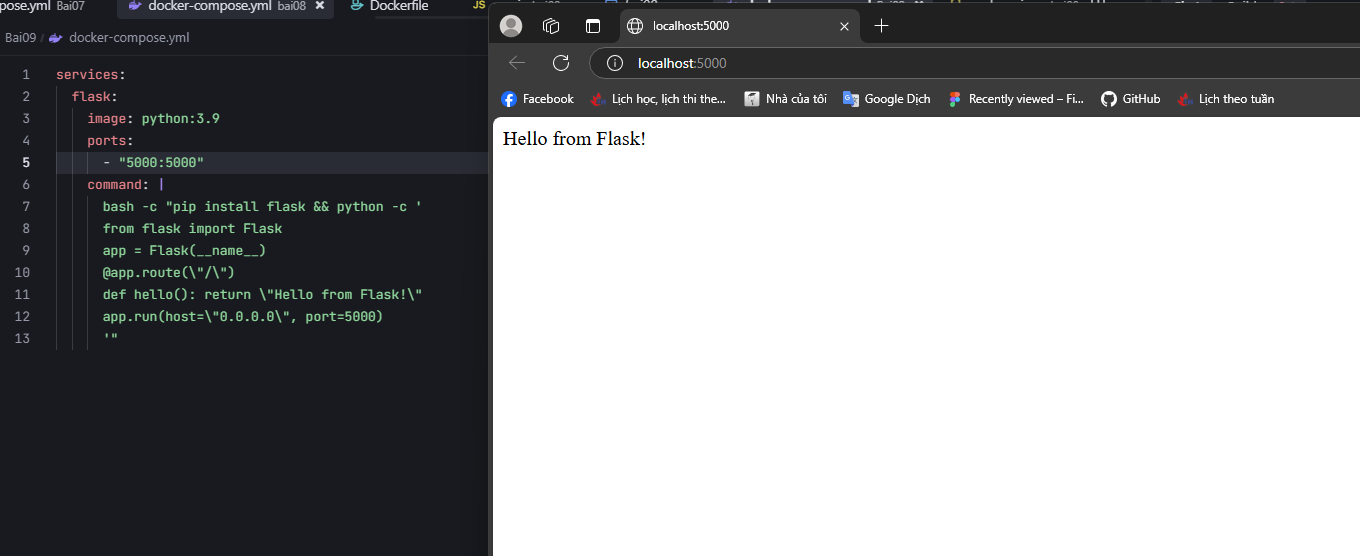 pose.yml Bai07 docker-compose.yml bai08 Dockerfile JS
Bai09 docker-compose.yml
1 services:
2 flask:
3 image: python:3.9
4 ports:
5 - "5000:5000"
6 command: |
7 bash -c "pip install flask && python -c '
8 from flask import Flask
9 app = Flask(__name__)
10 @app.route(\"/\")
11 def hello(): return \"Hello from Flask!\"
12 app.run(host=\"0.0.0.0\", port=5000)
13 '"
localhost:5000
localhost:5000
Facebook Lịch học, lịch thi the... Nhà của tôi Google Dịch Recently viewed – Fi... GitHub Lịch theo tuần
Hello from Flask!